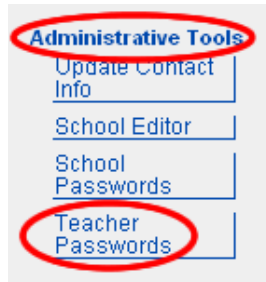 Administrative Tools
Update Contact
Info
School Editor
School
Passwords
Teacher
Passwords